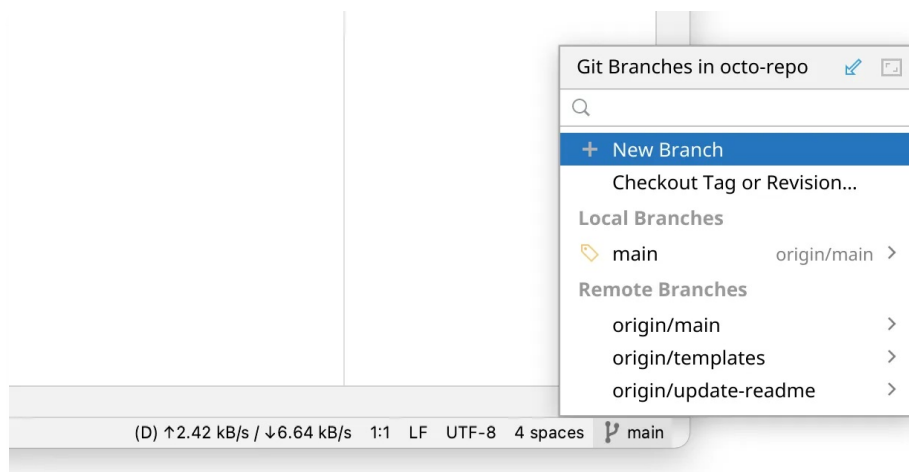 Git Branches in octo-repo
New Branch
Checkout Tag or Revision...
Local Branches
main origin/main
Remote Branches
origin/main
origin/templates
origin/update-readme
(D) ↑2.42 kB/s / ↓6.64 kB/s 1:1 LF UTF-8 4 spaces main